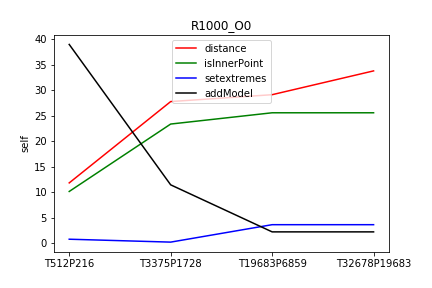 R1000_O0
distance
isInnerPoint
setextremes
addModel
40
35
30
25
20
15
10
5
0
self
T512P216
T3375P1728
T19683P6859
T32678P19683